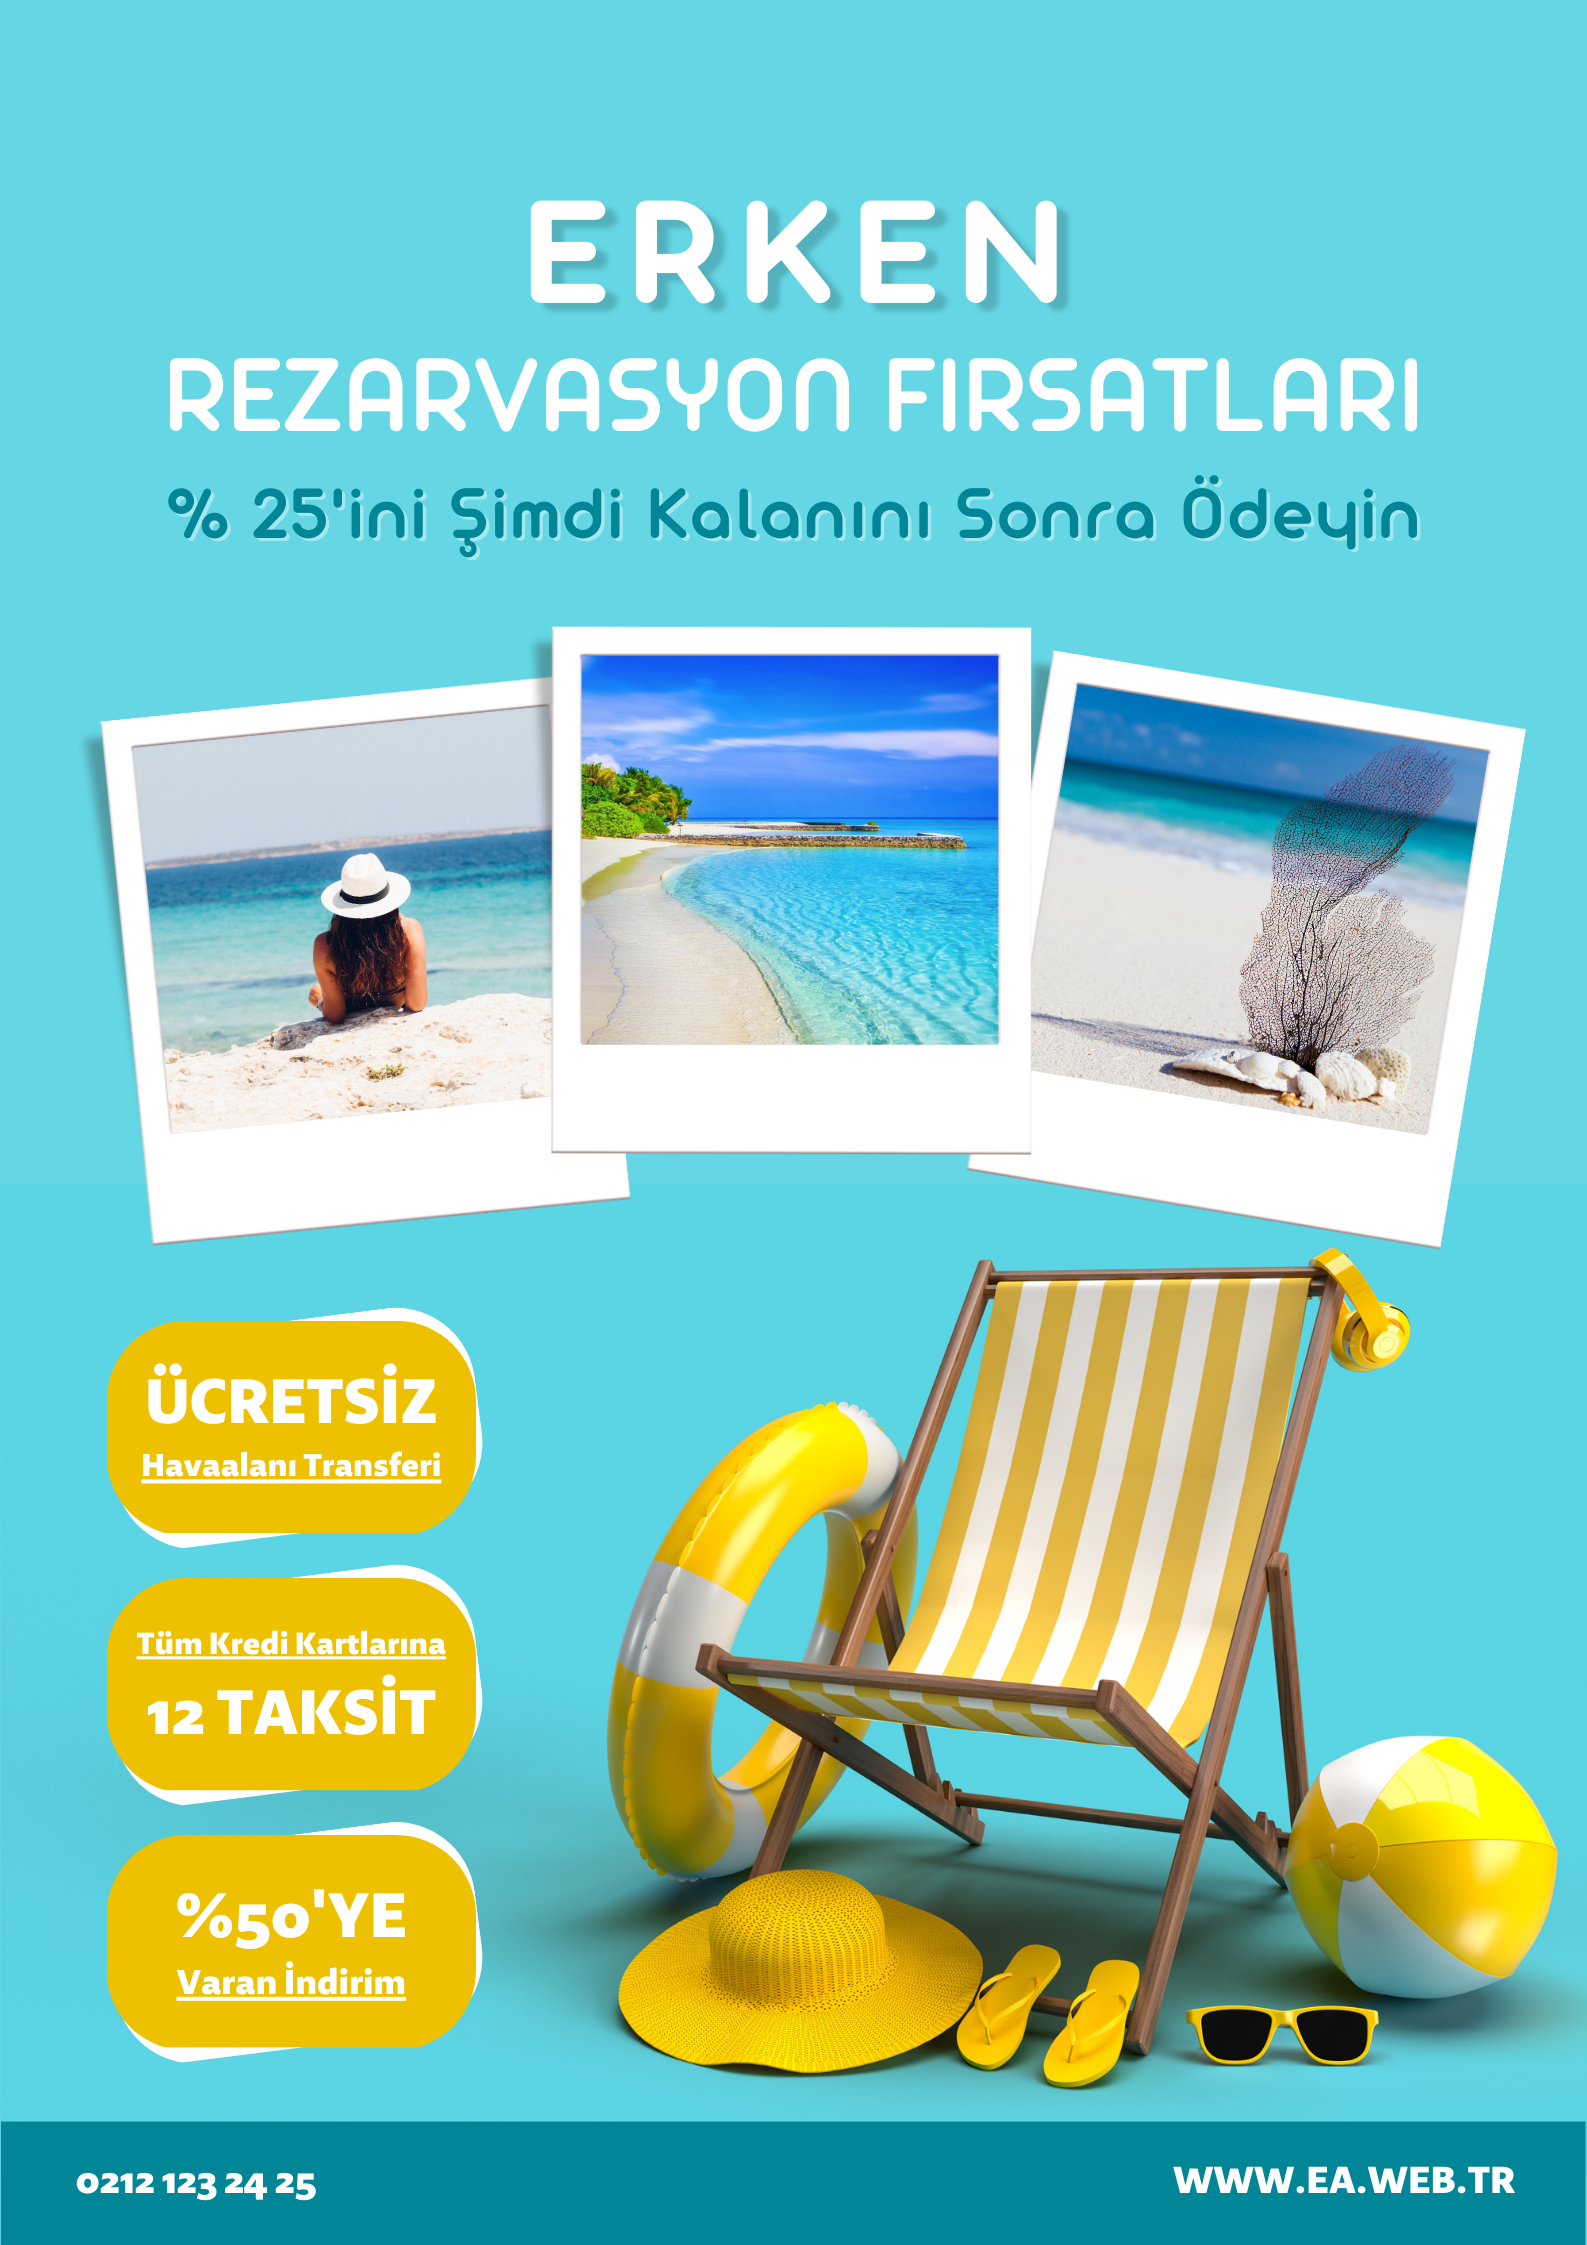 ERKEN
REZARVASYON FIRSATLARI
% 25'ini Şimdi Kalanını Sonra Ödeyin
ÜCRETSİZ
Havaalanı Transferi
Tüm Kredi Kartlarına
12 TAKSİT
%50'YE
Varan İndirim
0212 123 24 25
WWW.EA.WEB.TR